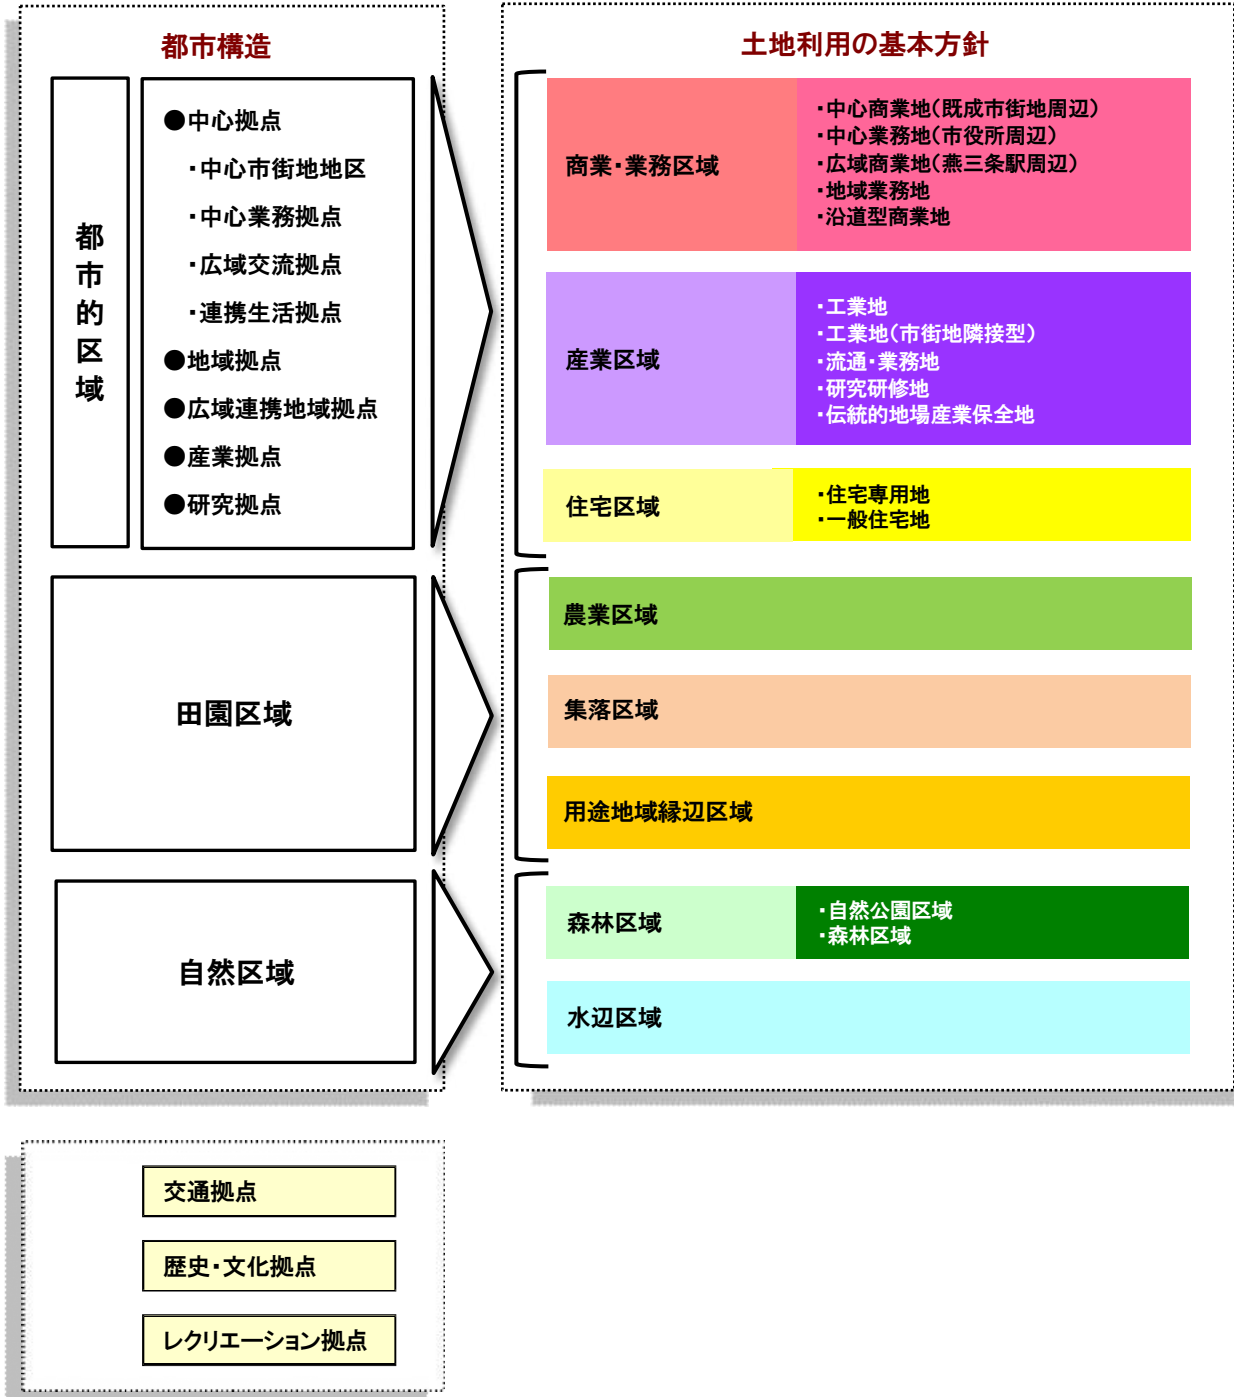 都市構造
都市的区域
●中心拠点
・中心市街地地区
・中心業務拠点
・広域交流拠点
・連携生活拠点
●地域拠点
●広域連携地域拠点
●産業拠点
●研究拠点
田園区域
自然区域
土地利用の基本方針
商業・業務区域
・中心商業地（既成市街地周辺）
・中心業務地（市役所周辺）
・広域商業地（燕三条駅周辺）
・地域業務地
・沿道型商業地
産業区域
・工業地
・工業地（市街地隣接型）
・流通・業務地
・研究研修地
・伝統的地場産業保全地
住宅区域
・住宅専用地
・一般住宅地
農業区域
集落区域
用途地域縁辺区域
森林区域
・自然公園区域
・森林区域
水辺区域
交通拠点
歴史・文化拠点
レクリエーション拠点